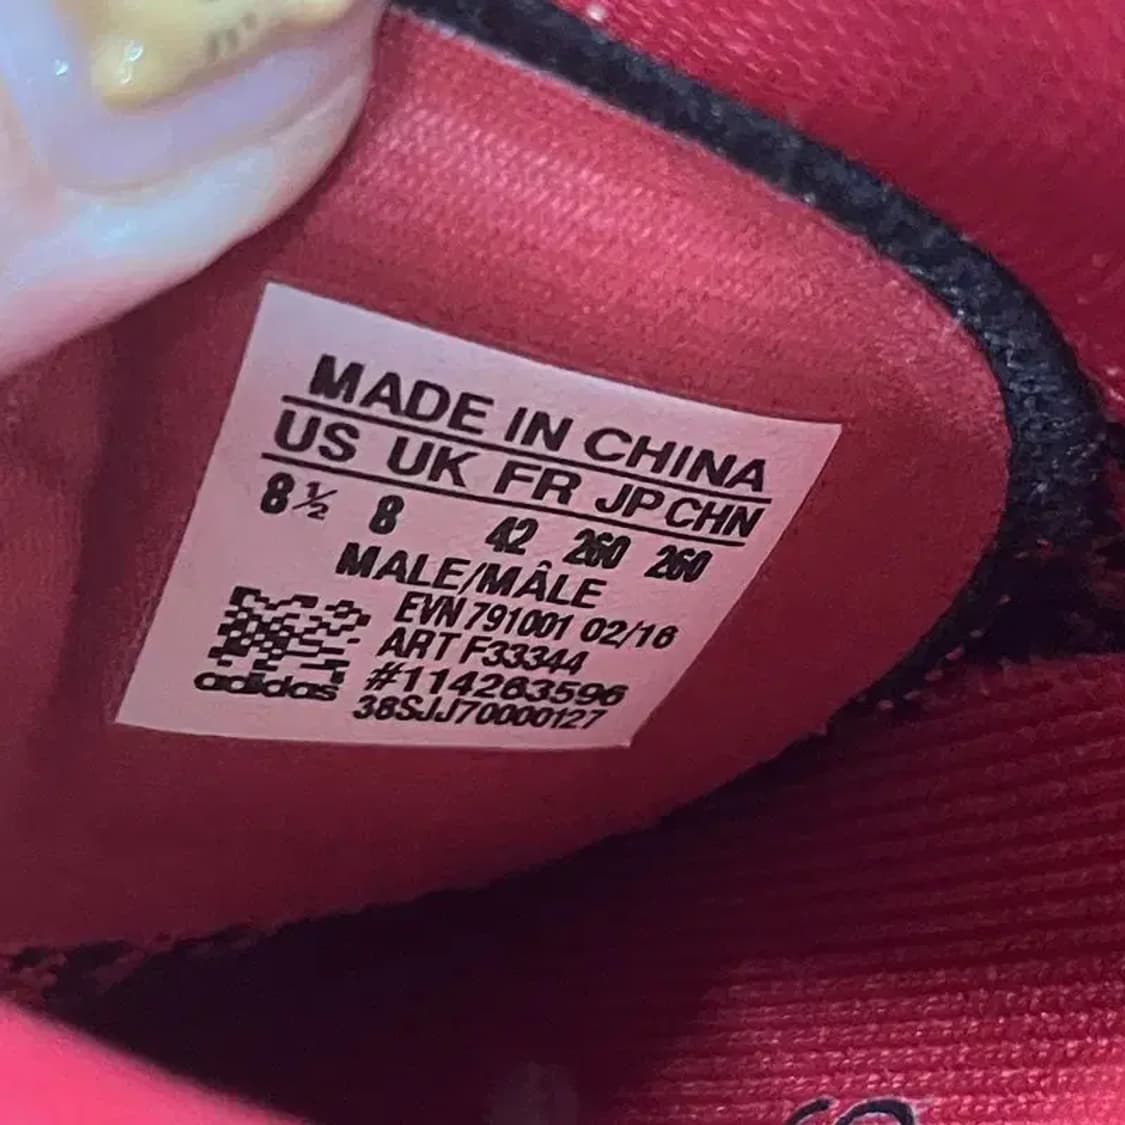 MADE IN CHINA
US UK FR JP CHN
8½ 8 42 260 260
MALE/MÂLE
EVN 791001 02/16
ART F33344
#114263596
adidas
38SJJ70000127